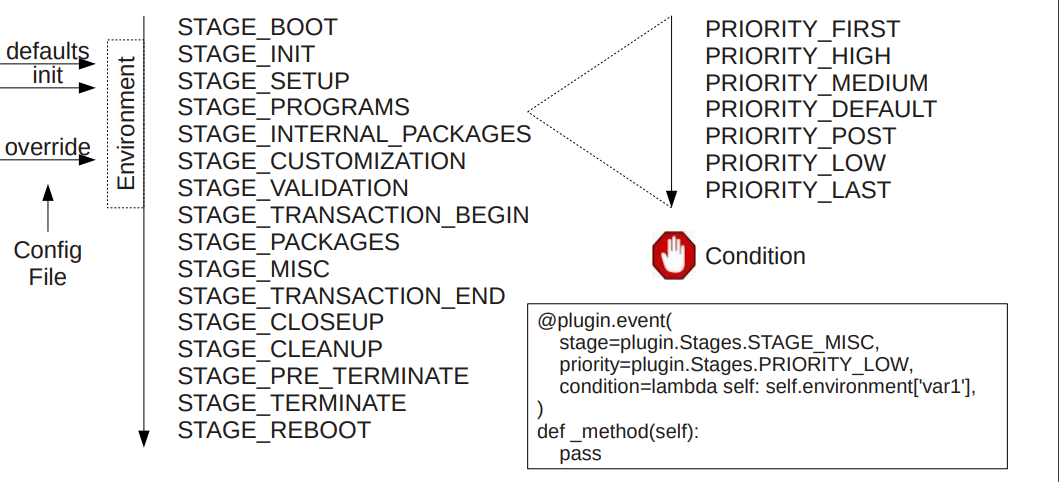 defaults
init
override
Config
File
Environment
STAGE_BOOT
STAGE_INIT
STAGE_SETUP
STAGE_PROGRAMS
STAGE_INTERNAL_PACKAGES
STAGE_CUSTOMIZATION
STAGE_VALIDATION
STAGE_TRANSACTION_BEGIN
STAGE_PACKAGES
STAGE_MISC
STAGE_TRANSACTION_END
STAGE_CLOSEUP
STAGE_CLEANUP
STAGE_PRE_TERMINATE
STAGE_TERMINATE
STAGE_REBOOT
PRIORITY_FIRST
PRIORITY_HIGH
PRIORITY_MEDIUM
PRIORITY_DEFAULT
PRIORITY_POST
PRIORITY_LOW
PRIORITY_LAST
Condition
@plugin.event(
    stage=plugin.Stages.STAGE_MISC,
    priority=plugin.Stages.PRIORITY_LOW,
    condition=lambda self: self.environment['var1'],
)
def _method(self):
    pass